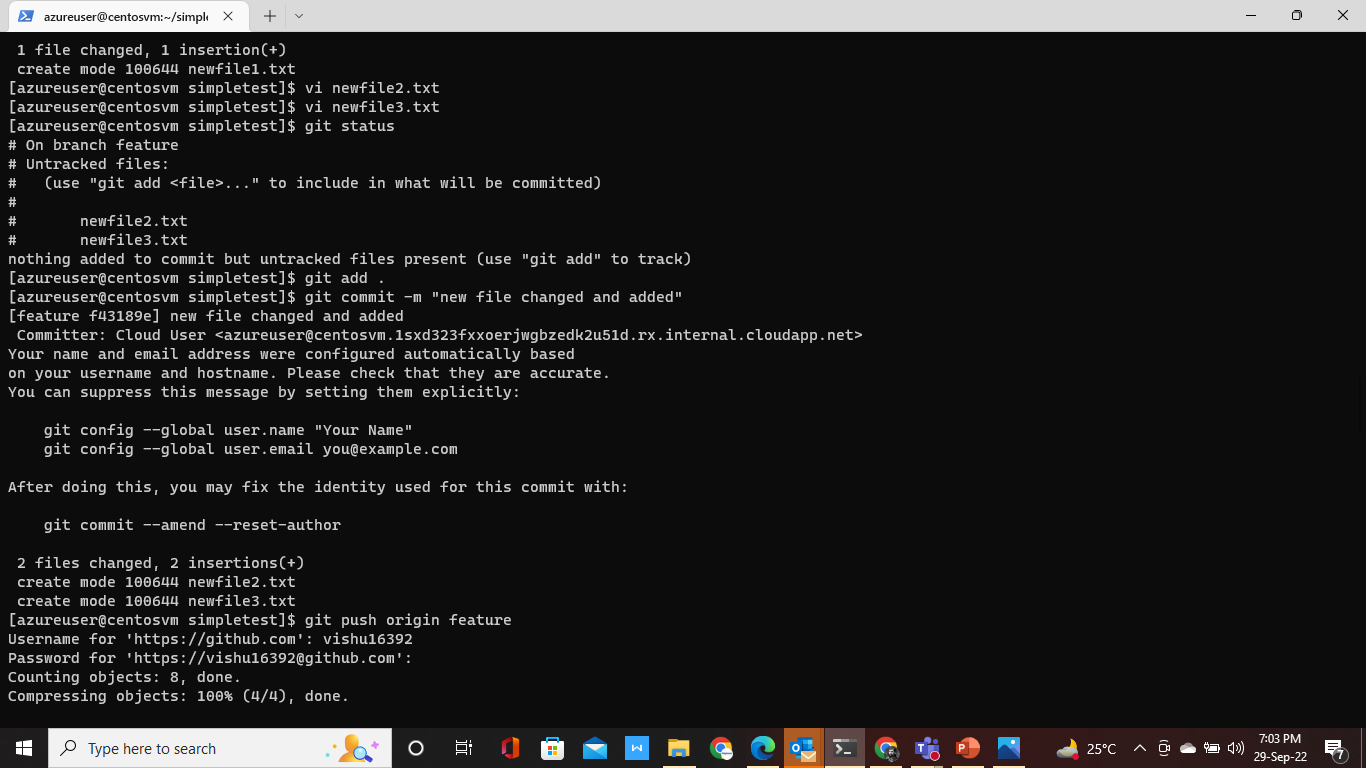 azureuser@centosvm:~/simple
1 file changed, 1 insertion(+)
create mode 100644 newfile1.txt
[azureuser@centosvm simpletest]$ vi newfile2.txt
[azureuser@centosvm simpletest]$ vi newfile3.txt
[azureuser@centosvm simpletest]$ git status
# On branch feature
# Untracked files:
#   (use "git add <file>..." to include in what will be committed)
#
#       newfile2.txt
#       newfile3.txt
nothing added to commit but untracked files present (use "git add" to track)
[azureuser@centosvm simpletest]$ git add .
[azureuser@centosvm simpletest]$ git commit -m "new file changed and added"
[feature f43189e] new file changed and added
 Committer: Cloud User <azureuser@centosvm.1sxd323fxxoerjwgbzedk2u51d.rx.internal.cloudapp.net>
Your name and email address were configured automatically based
on your username and hostname. Please check that they are accurate.
You can suppress this message by setting them explicitly:
    git config --global user.name "Your Name"
    git config --global user.email you@example.com
After doing this, you may fix the identity used for this commit with:
    git commit --amend --reset-author
 2 files changed, 2 insertions(+)
 create mode 100644 newfile2.txt
 create mode 100644 newfile3.txt
[azureuser@centosvm simpletest]$ git push origin feature
Username for 'https://github.com': vishu16392
Password for 'https://vishu16392@github.com':
Counting objects: 8, done.
Compressing objects: 100% (4/4), done.
Type here to search
25°C
7:03 PM
29-Sep-22
7